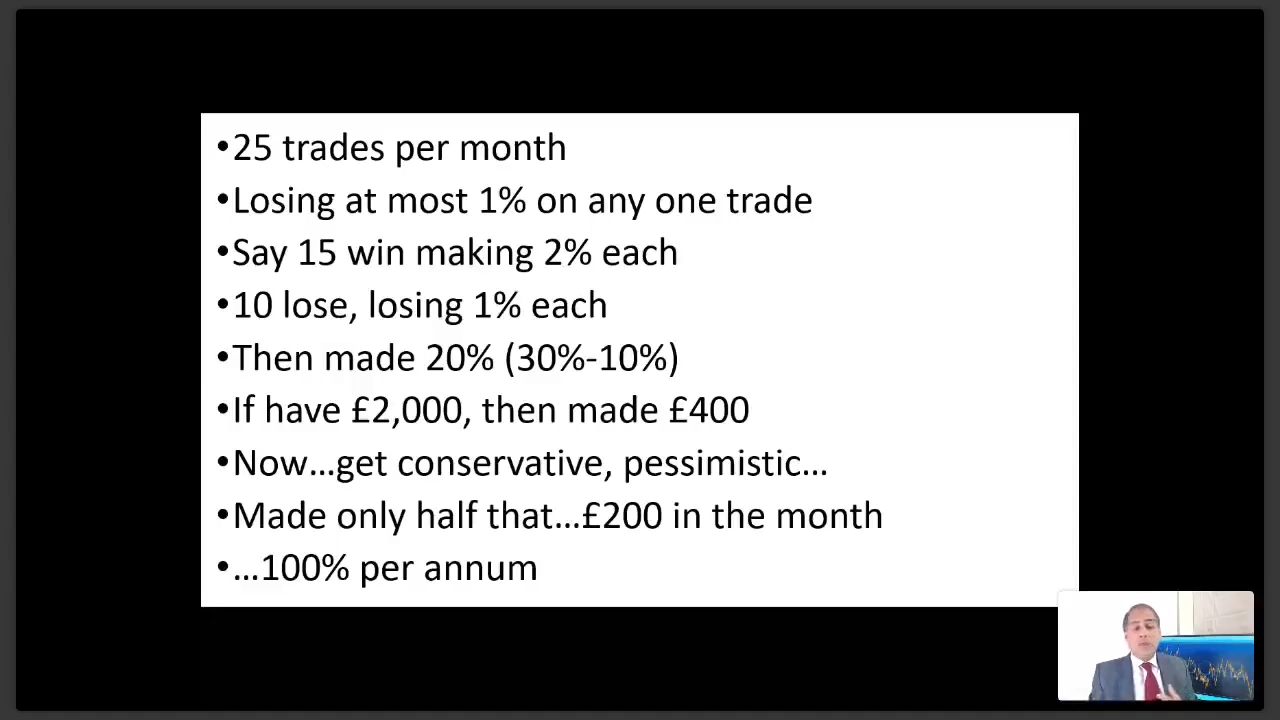 •25 trades per month
•Losing at most 1% on any one trade
•Say 15 win making 2% each
•10 lose, losing 1% each
•Then made 20% (30%-10%)
•If have £2,000, then made £400
•Now...get conservative, pessimistic...
•Made only half that...£200 in the month
•...100% per annum